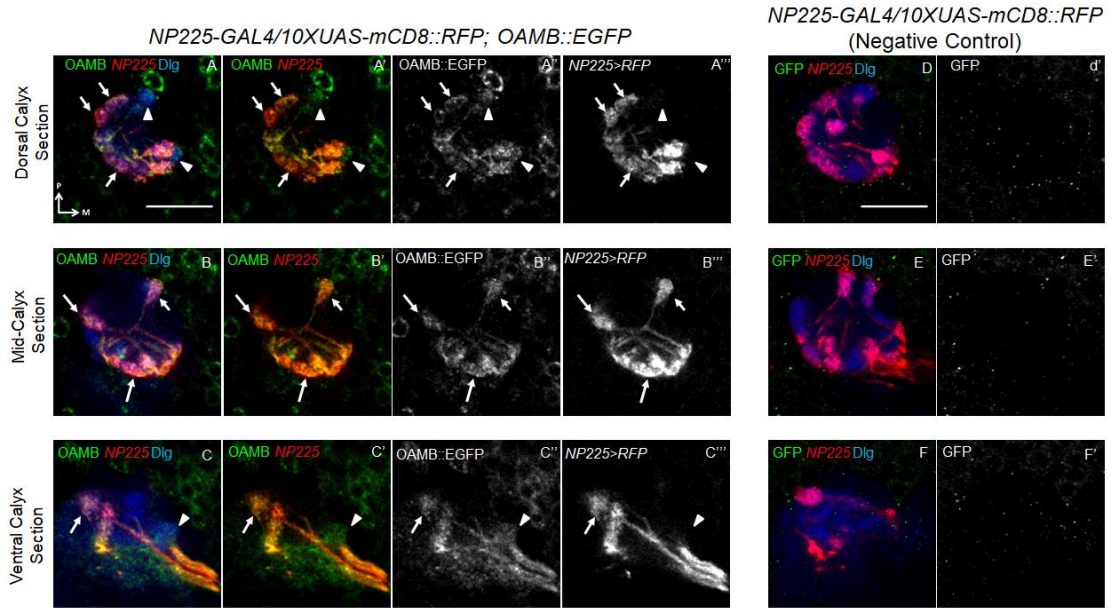 NP225-GAL4/10XUAS-mCD8::RFP; OAMB::EGFP
NP225-GAL4/10XUAS-mCD8::RFP
(Negative Control)
Dorsal Calyx
Section
OAMB NP225 Dlg A
OAMB NP225 A'
OAMB::EGFP A''
NP225>RFP A'''
P
M
GFP NP225 Dlg D
GFP d'
Mid-Calyx
Section
OAMB NP225 Dlg B
OAMB NP225 B'
OAMB::EGFP B''
NP225>RFP B'''
GFP NP225 Dlg E
GFP E'
Ventral Calyx
Section
OAMB NP225 Dlg C
OAMB NP225 C'
OAMB::EGFP C''
NP225>RFP C'''
GFP NP225 Dlg F
GFP F'